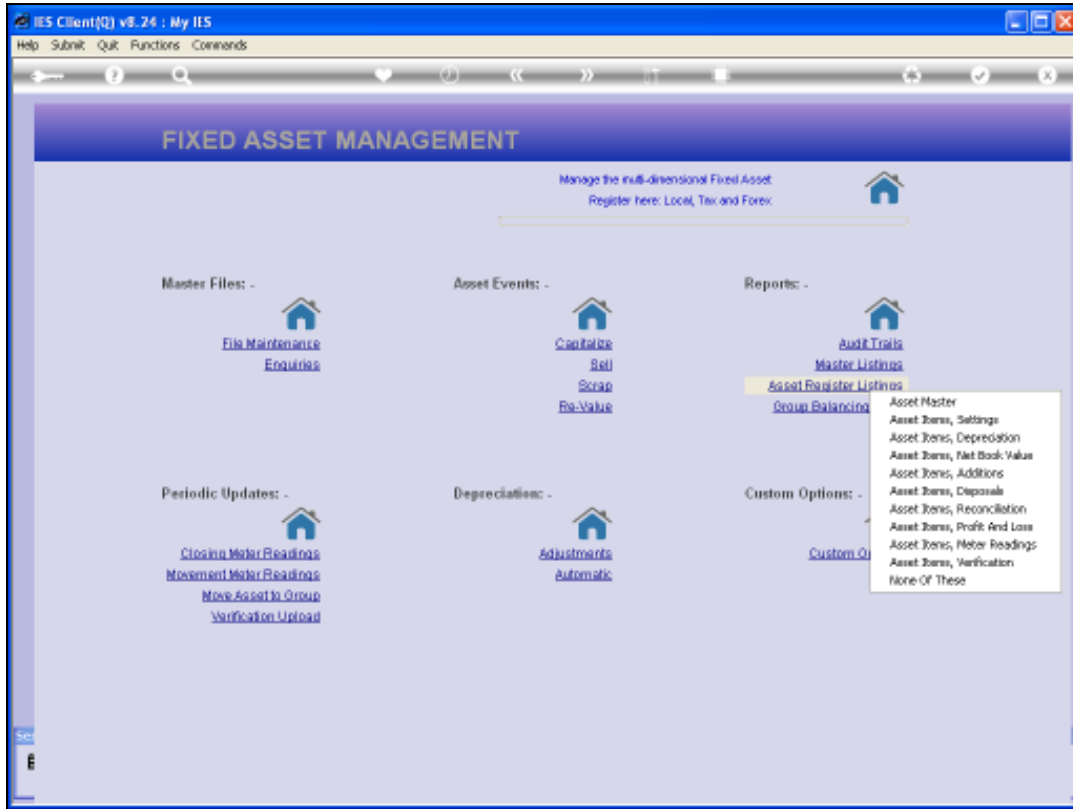 IES Client(Q) v8.24 : My IES
Help Submit Quit Functions Commands
FIXED ASSET MANAGEMENT
Manage the multi-dimensional Fixed Asset
Register here: Local, Tax and Forex
Master Files: -
File Maintenance
Enquiries
Asset Events: -
Capitalize
Sell
Scrap
Re-Value
Reports: -
Audit Trails
Master Listings
Asset Register Listings
Group Balancing
Asset Master
Asset Items, Settings
Asset Items, Depreciation
Asset Items, Net Book Value
Asset Items, Additions
Asset Items, Disposals
Asset Items, Reconciliation
Asset Items, Profit And Loss
Asset Items, Meter Readings
Asset Items, Verification
None Of These
Periodic Updates: -
Closing Meter Readings
Movement Meter Readings
Move Asset to Group
Verification Upload
Depreciation: -
Adjustments
Automatic
Custom Options: -
Custom